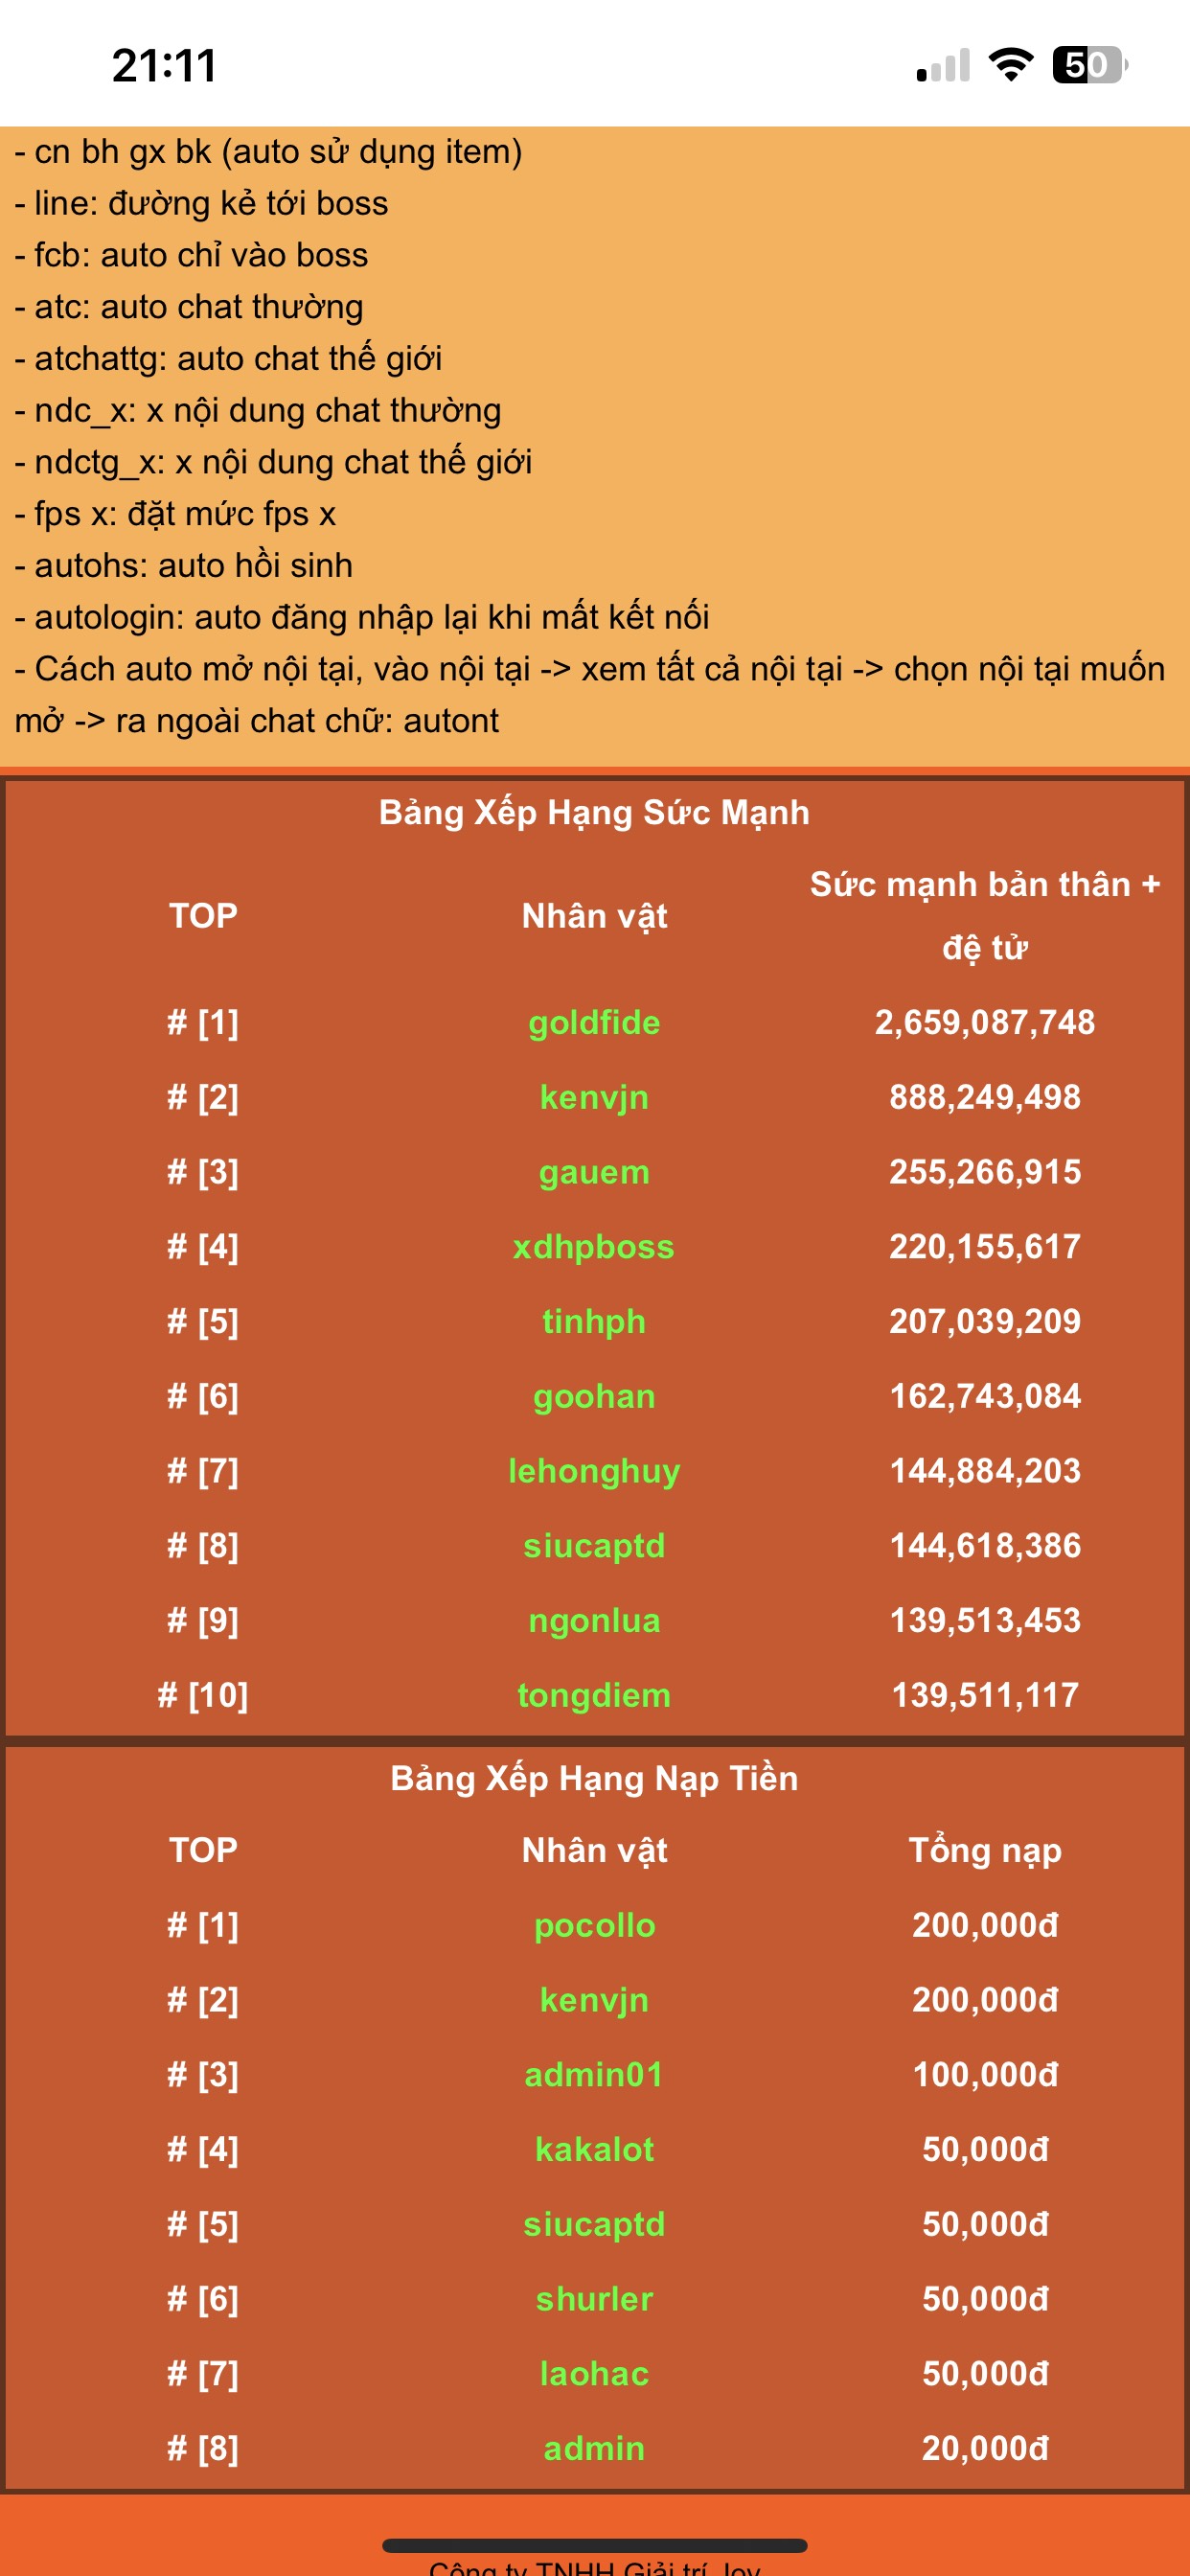 21:11
50
- cn bh gx bk (auto sử dụng item)
- line: đường kẻ tới boss
- fcb: auto chỉ vào boss
- atc: auto chat thường
- atchattg: auto chat thế giới
- ndc_x: x nội dung chat thường
- ndctg_x: x nội dung chat thế giới
- fps x: đặt mức fps x
- autohs: auto hồi sinh
- autologin: auto đăng nhập lại khi mất kết nối
- Cách auto mở nội tại, vào nội tại -> xem tất cả nội tại -> chọn nội tại muốn
mở -> ra ngoài chat chữ: autont
Bảng Xếp Hạng Sức Mạnh
TOP Nhân vật Sức mạnh bản thân +
đệ tử
# [1] goldfide 2,659,087,748
# [2] kenvjn 888,249,498
# [3] gauem 255,266,915
# [4] xdhpboss 220,155,617
# [5] tinhph 207,039,209
# [6] goohan 162,743,084
# [7] lehonghuy 144,884,203
# [8] siucaptd 144,618,386
# [9] ngonlua 139,513,453
# [10] tongdiem 139,511,117
Bảng Xếp Hạng Nạp Tiền
TOP Nhân vật Tổng nạp
# [1] pocollo 200,000đ
# [2] kenvjn 200,000đ
# [3] admin01 100,000đ
# [4] kakalot 50,000đ
# [5] siucaptd 50,000đ
# [6] shurler 50,000đ
# [7] laohac 50,000đ
# [8] admin 20,000đ
Công ty TNHH Giải trí